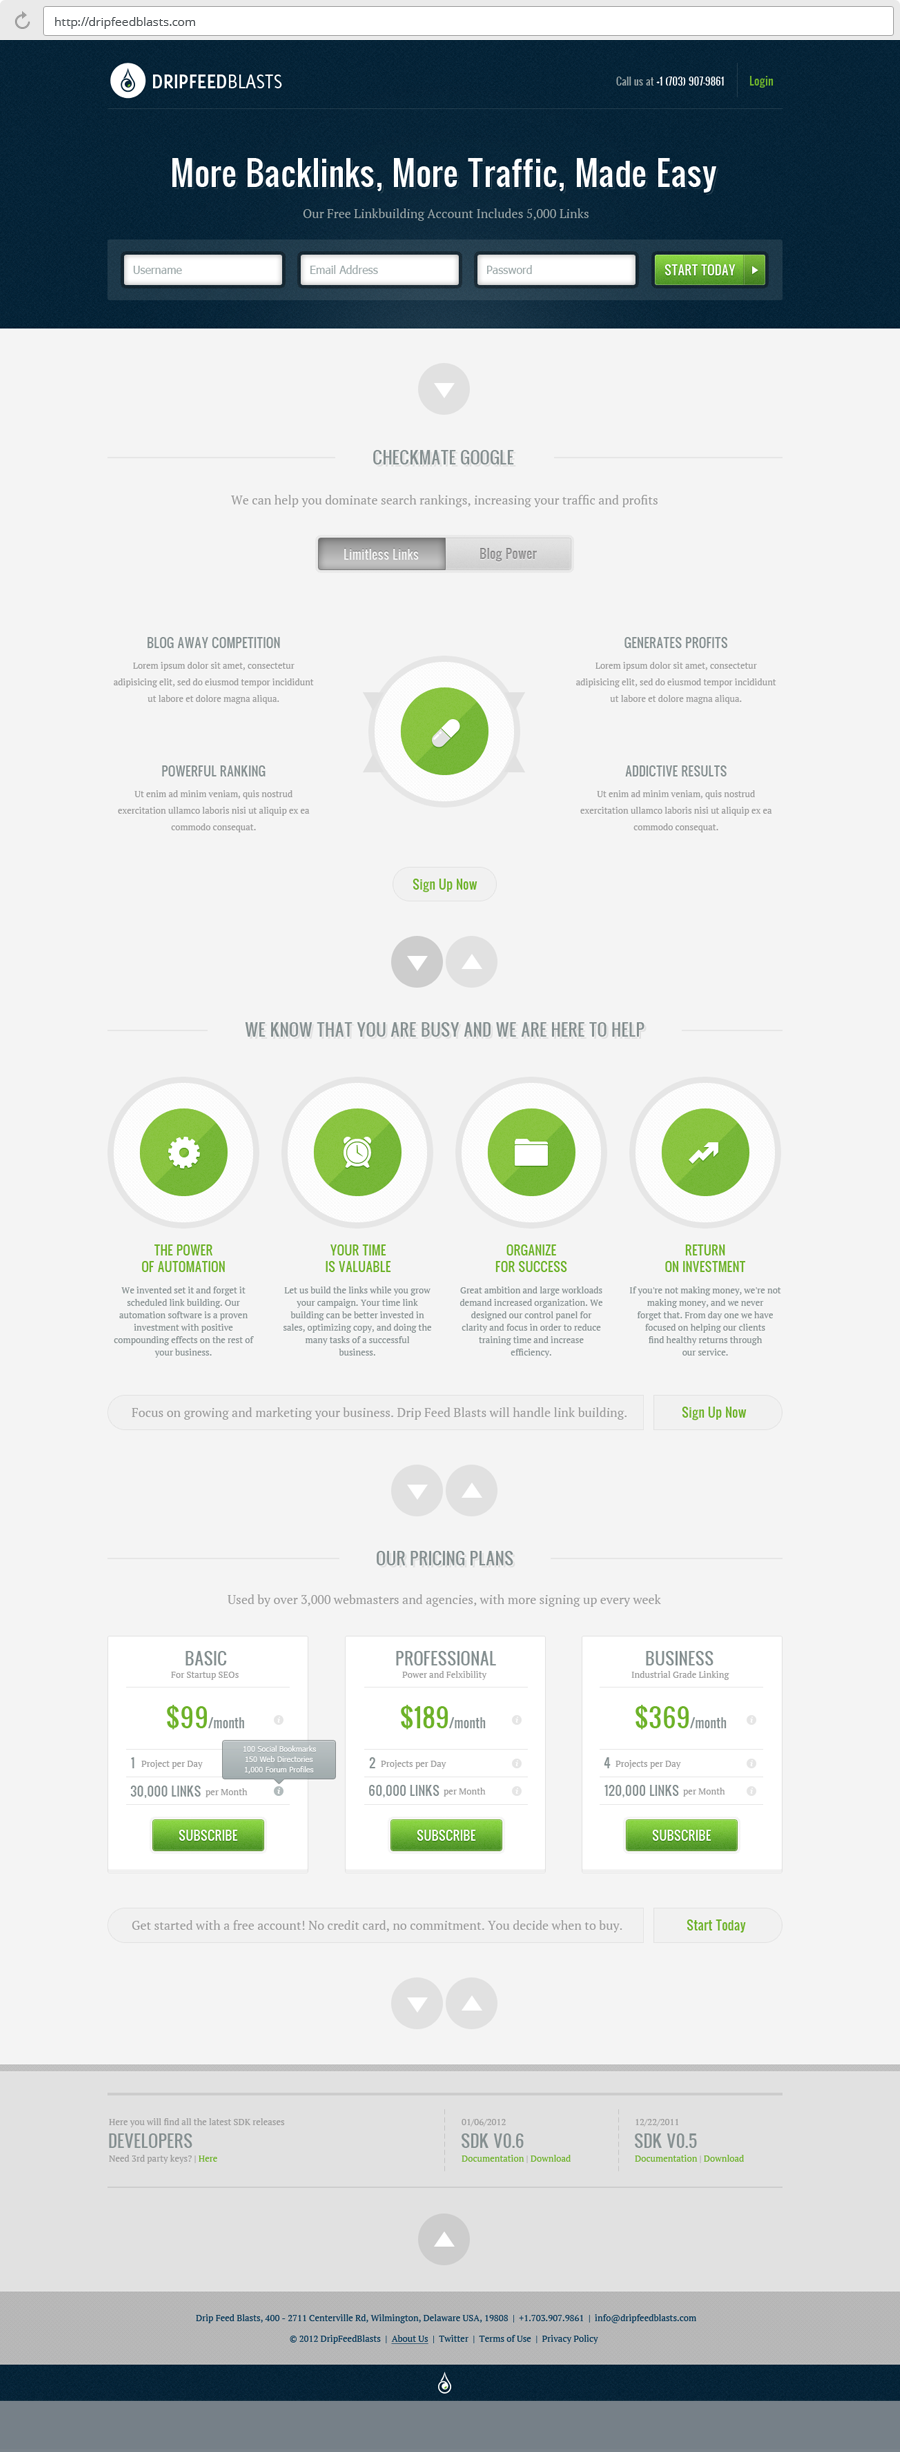 http://dripfeedblasts.com
DRIPFEEDBLASTS
Call us at +1 (703) 907-9861
Login
More Backlinks, More Traffic, Made Easy
Our Free Linkbuilding Account Includes 5,000 Links
Username
Email Address
Password
START TODAY
CHECKMATE GOOGLE
We can help you dominate search rankings, increasing your traffic and profits
Limitless Links
Blog Power
BLOG AWAY COMPETITION
Lorem ipsum dolor sit amet, consectetur
adipisicing elit, sed do eiusmod tempor incididunt
ut labore et dolore magna aliqua.
GENERATES PROFITS
Lorem ipsum dolor sit amet, consectetur
adipisicing elit, sed do eiusmod tempor incididunt
ut labore et dolore magna aliqua.
POWERFUL RANKING
Ut enim ad minim veniam, quis nostrud
exercitation ullamco laboris nisi ut aliquip ex ea
commodo consequat.
ADDICTIVE RESULTS
Ut enim ad minim veniam, quis nostrud
exercitation ullamco laboris nisi ut aliquip ex ea
commodo consequat.
Sign Up Now
WE KNOW THAT YOU ARE BUSY AND WE ARE HERE TO HELP
THE POWER
OF AUTOMATION
We invented set it and forget it
scheduled link building. Our
automation software is a proven
investment with positive
compounding effects on the rest of
your business.
YOUR TIME
IS VALUABLE
Let us build the links while you grow
your campaign. Your time link
building can be better invested in
sales, optimizing copy, and doing the
many tasks of a successful
business.
ORGANIZE
FOR SUCCESS
Great ambition and large workloads
demand increased organization. We
designed our control panel for
clarity and focus in order to reduce
training time and increase
efficiency.
RETURN
ON INVESTMENT
If you're not making money, we're not
making money, and we never
forget that. From day one we have
focused on helping our clients
find healthy returns through
our service.
Focus on growing and marketing your business. Drip Feed Blasts will handle link building.
Sign Up Now
OUR PRICING PLANS
Used by over 3,000 webmasters and agencies, with more signing up every week
BASIC
For Startup SEOs
$99/month
1 Project per Day
100 Social Bookmarks
150 Web Directories
1,000 Forum Profiles
30,000 LINKS per Month
SUBSCRIBE
PROFESSIONAL
Power and Felxibility
$189/month
2 Projects per Day
60,000 LINKS per Month
SUBSCRIBE
BUSINESS
Industrial Grade Linking
$369/month
4 Projects per Day
120,000 LINKS per Month
SUBSCRIBE
Get started with a free account! No credit card, no commitment. You decide when to buy.
Start Today
Here you will find all the latest SDK releases
DEVELOPERS
Need 3rd party keys? | Here
01/06/2012
SDK V0.6
Documentation | Download
12/22/2011
SDK V0.5
Documentation | Download
Drip Feed Blasts, 400 - 2711 Centerville Rd, Wilmington, Delaware USA, 19808 | +1.703.907.9861 | info@dripfeedblasts.com
© 2012 DripFeedBlasts | About Us | Twitter | Terms of Use | Privacy Policy